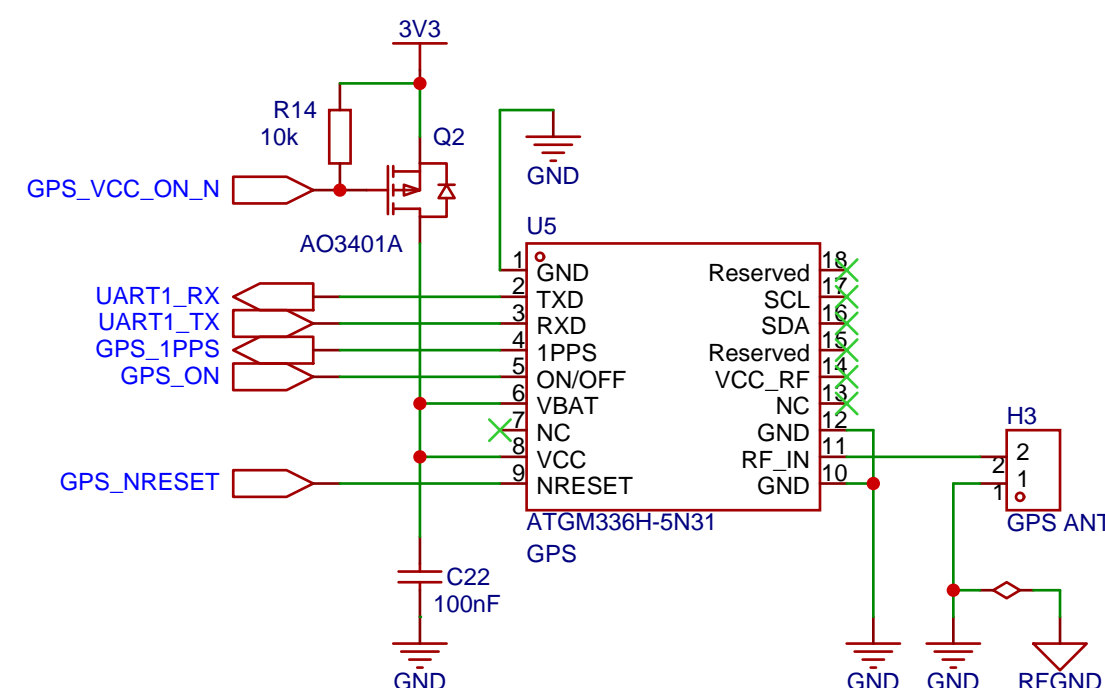 3V3
R14
10k
Q2
GPS_VCC_ON_N
GND
AO3401A
U5
1 GND
Reserved 18
UART1_RX
2 TXD
SCL 17
UART1_TX
3 RXD
SDA 16
GPS_1PPS
4 1PPS
Reserved 15
GPS_ON
5 ON/OFF
VCC_RF 14
6 VBAT
NC 13
7 NC
GND 12
H3
8 VCC
RF_IN 11
2 2
GPS_NRESET
9 NRESET
GND 10
1 1
ATGM336H-5N31
GPS ANT
GPS
C22
100nF
GND
GND
GND
RFGND